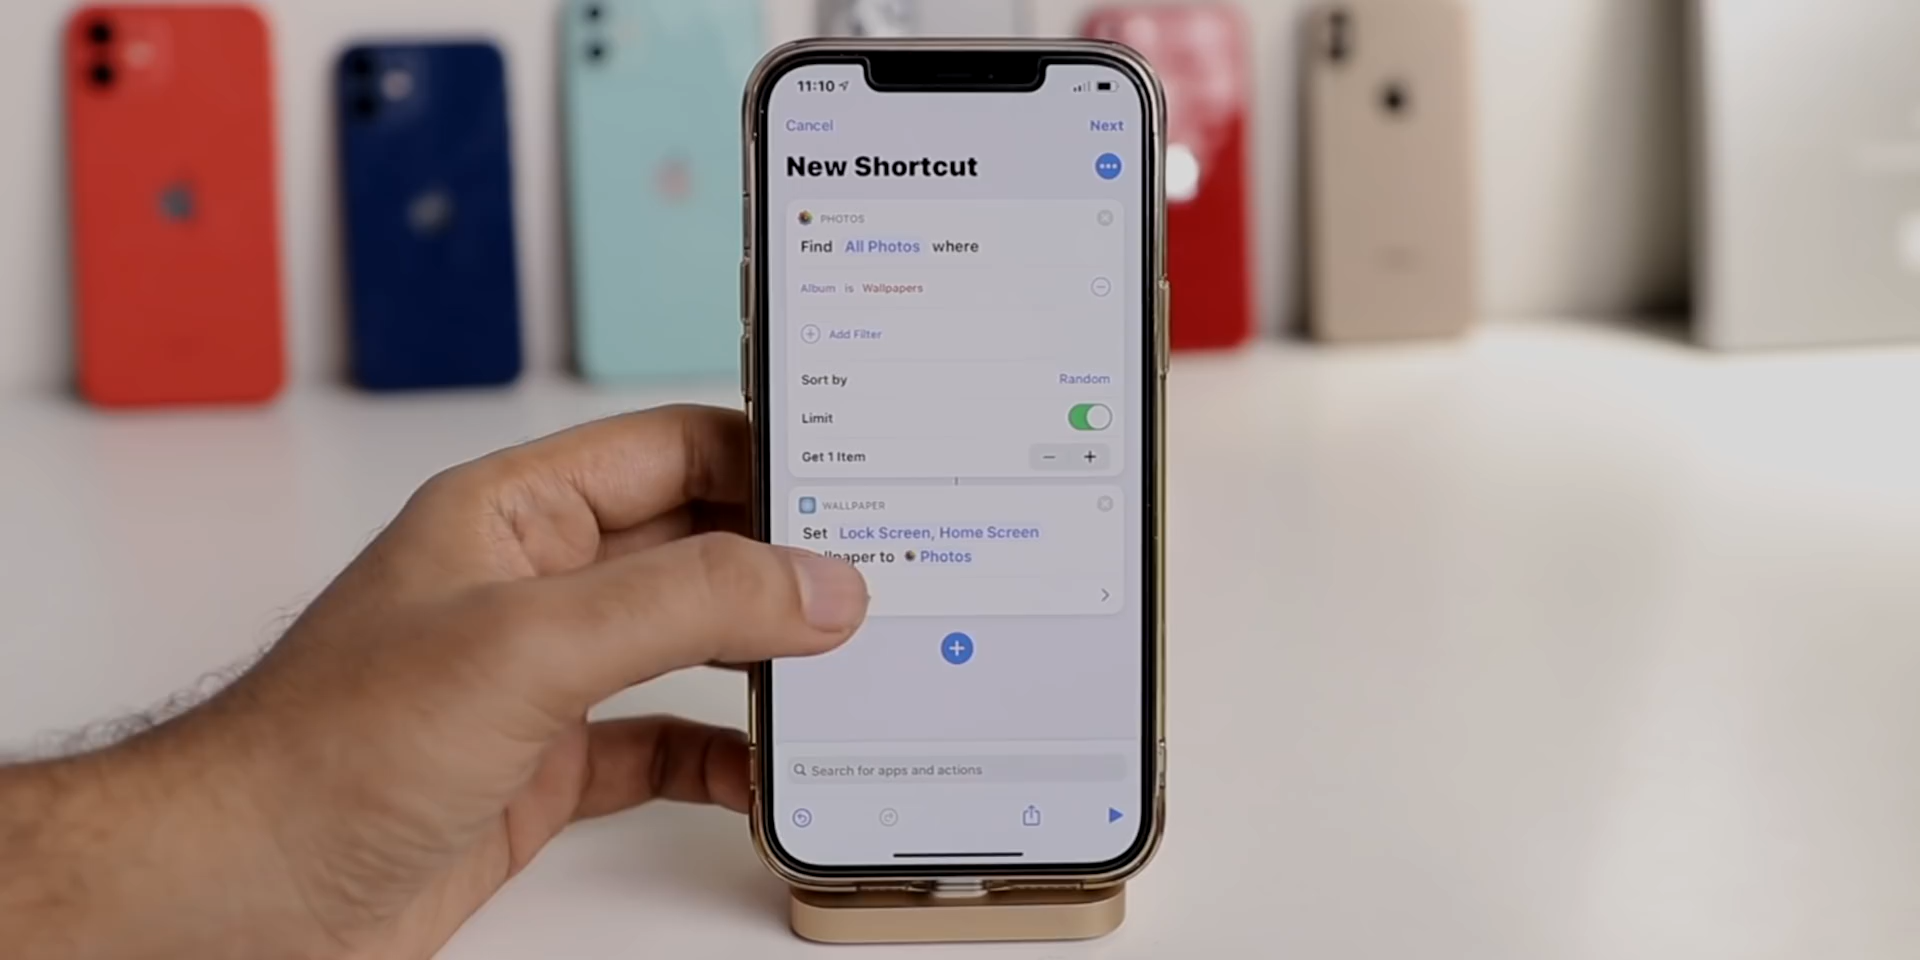 11:10
Cancel Next
New Shortcut
PHOTOS
Find All Photos where
Album is Wallpapers
Add Filter
Sort by Random
Limit
Get 1 Item
WALLPAPER
Set Lock Screen, Home Screen
to Photos
Search for apps and actions